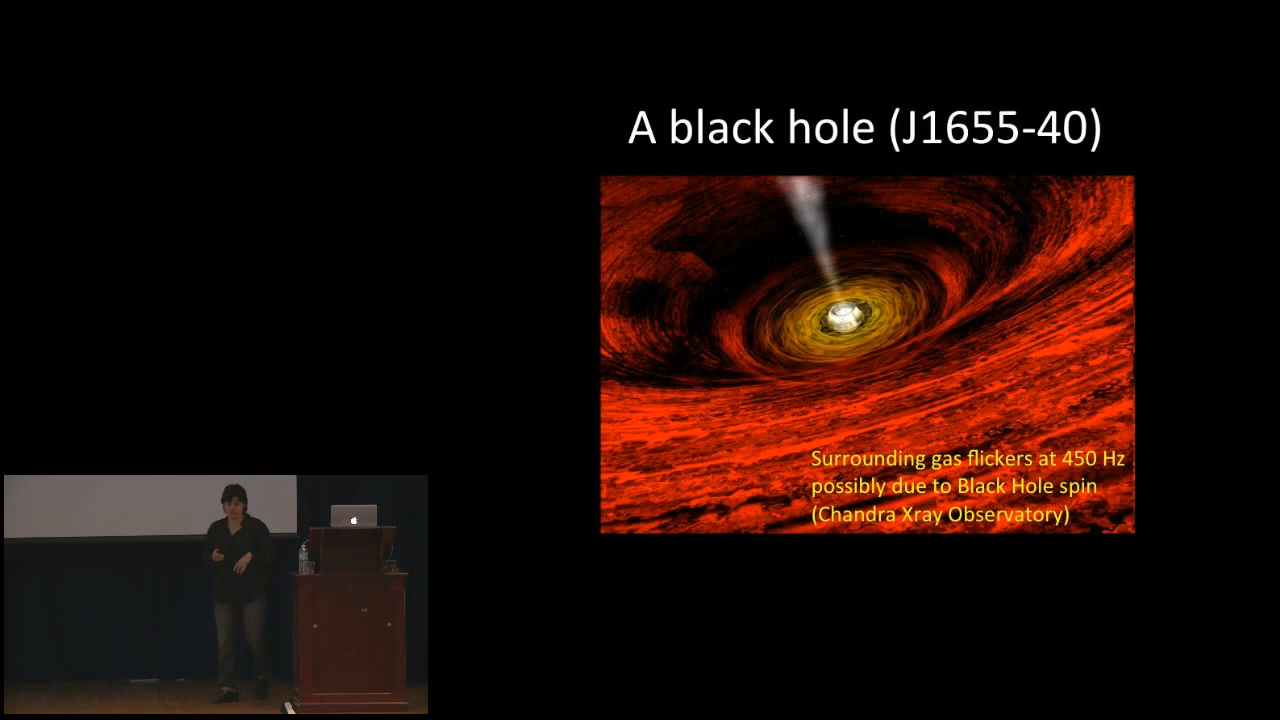 A black hole (J1655-40)
Surrounding gas flickers at 450 Hz
possibly due to Black Hole spin
(Chandra Xray Observatory)